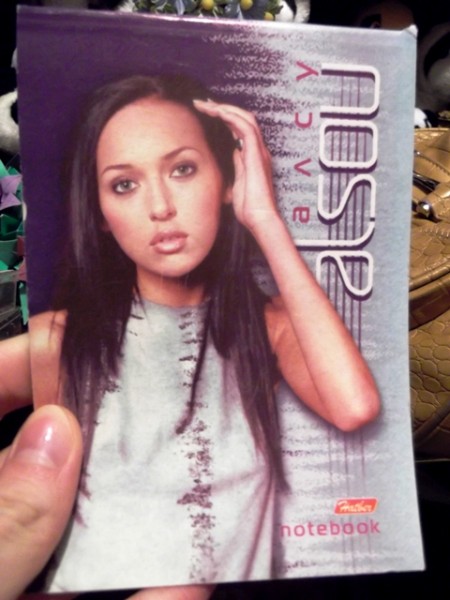 алсу
alsou
Hatber
notebook